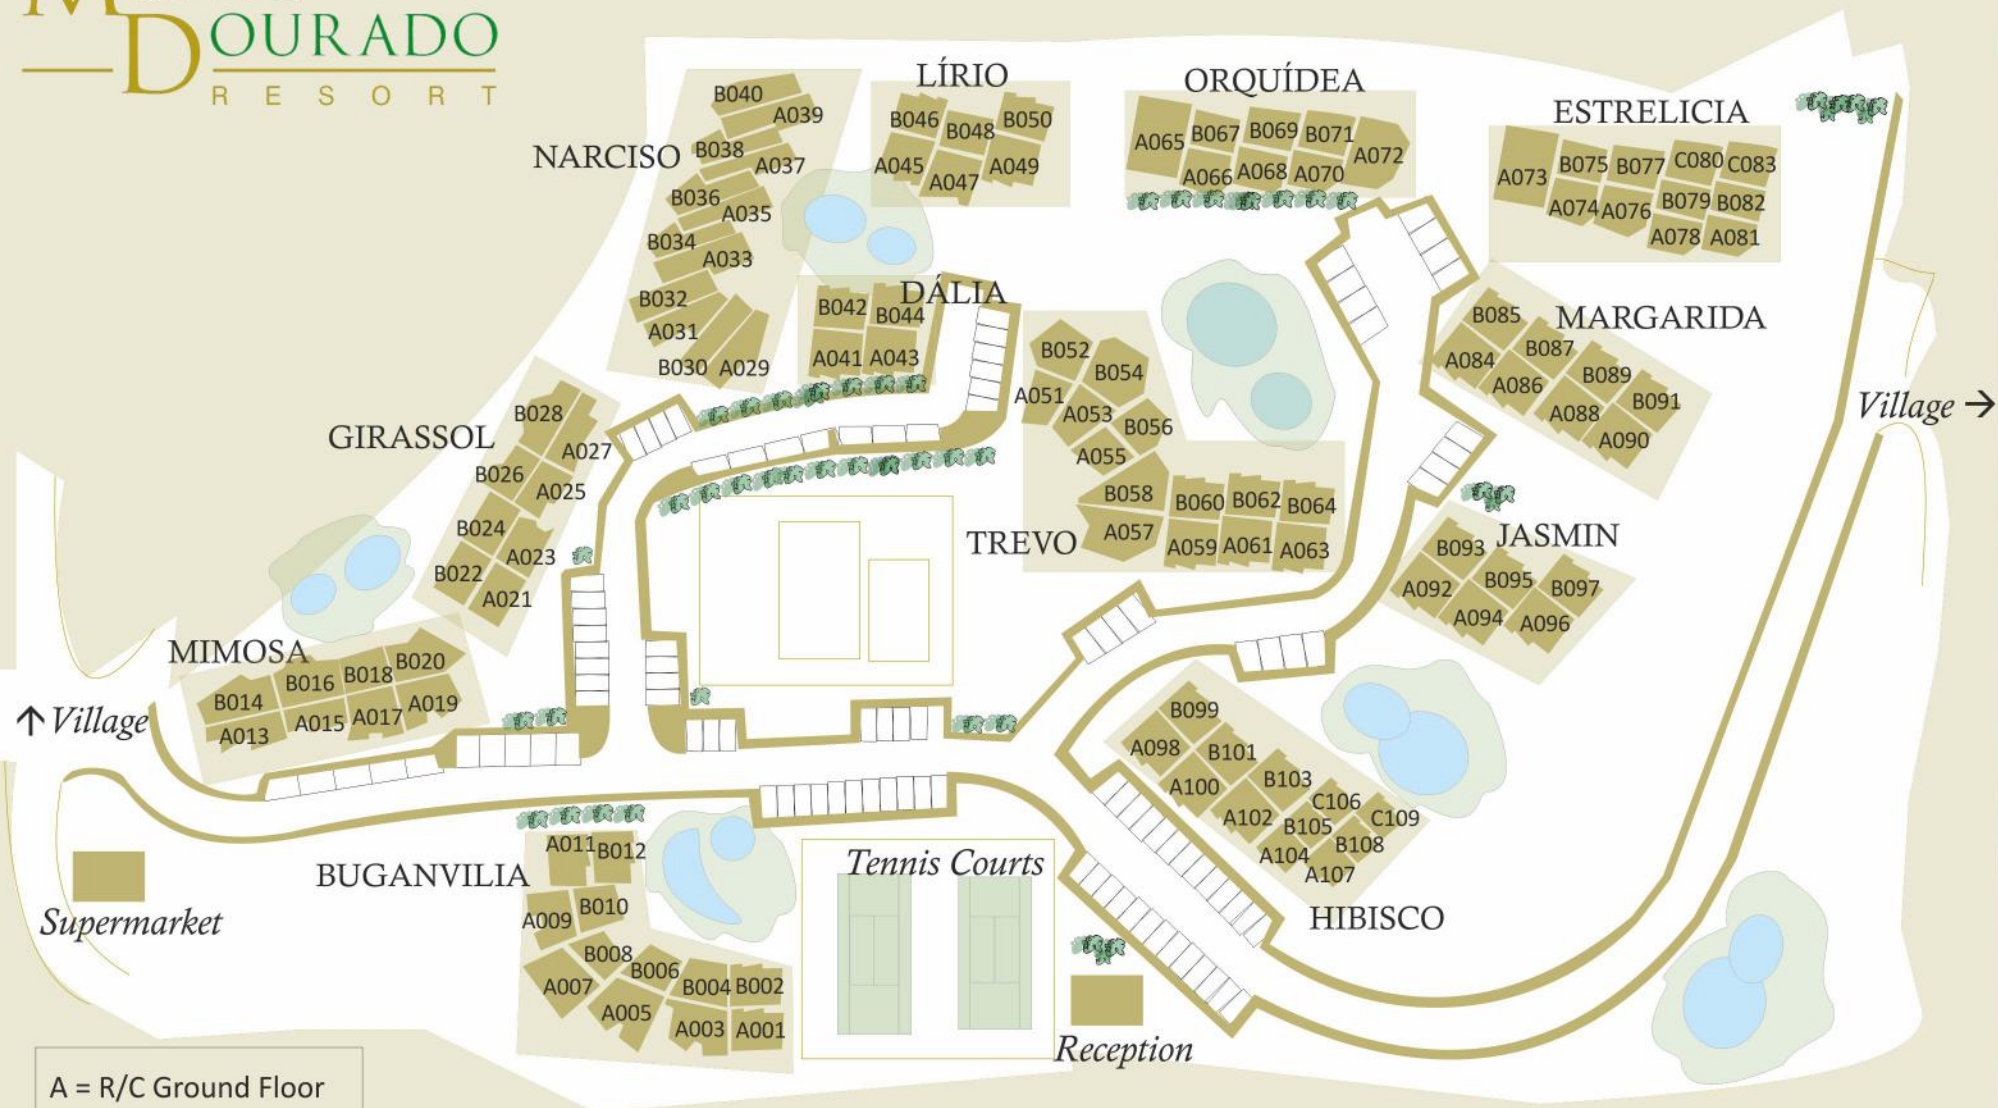 DOURADO
RESORT
NARCISO
B040
A039
B038
A037
B036
A035
B034
A033
B032
A031
B030 A029
LÍRIO
B046 B048 B050
A045 A047 A049
ORQUÍDEA
A065 B067 B069 B071 A072
A066 A068 A070
ESTRELICIA
A073 B075 B077 C080 C083
A074 A076 B079 B082
A078 A081
DÁLIA
B042 B044
A041 A043
MARGARIDA
B085
A084 B087
A086 B089
A088 B091
A090
Village →
GIRASSOL
B028
A027
B026
A025
B024
A023
B022
A021
B052
B054
A051
A053
B056
A055
B058 B060 B062 B064
TREVO
A057 A059 A061 A063
JASMIN
B093
A092 B095 B097
A094 A096
MIMOSA
B014 B016 B018 B020
A013 A015 A017 A019
↑ Village
B099
A098 B101
A100 B103
A102 C106
B105 C109
A104 B108
A107
HIBISCO
BUGANVILIA
A011 B012
A009 B010
B008
A007 B006 B004 B002
A005 A003 A001
Tennis Courts
Supermarket
Reception
A = R/C Ground Floor